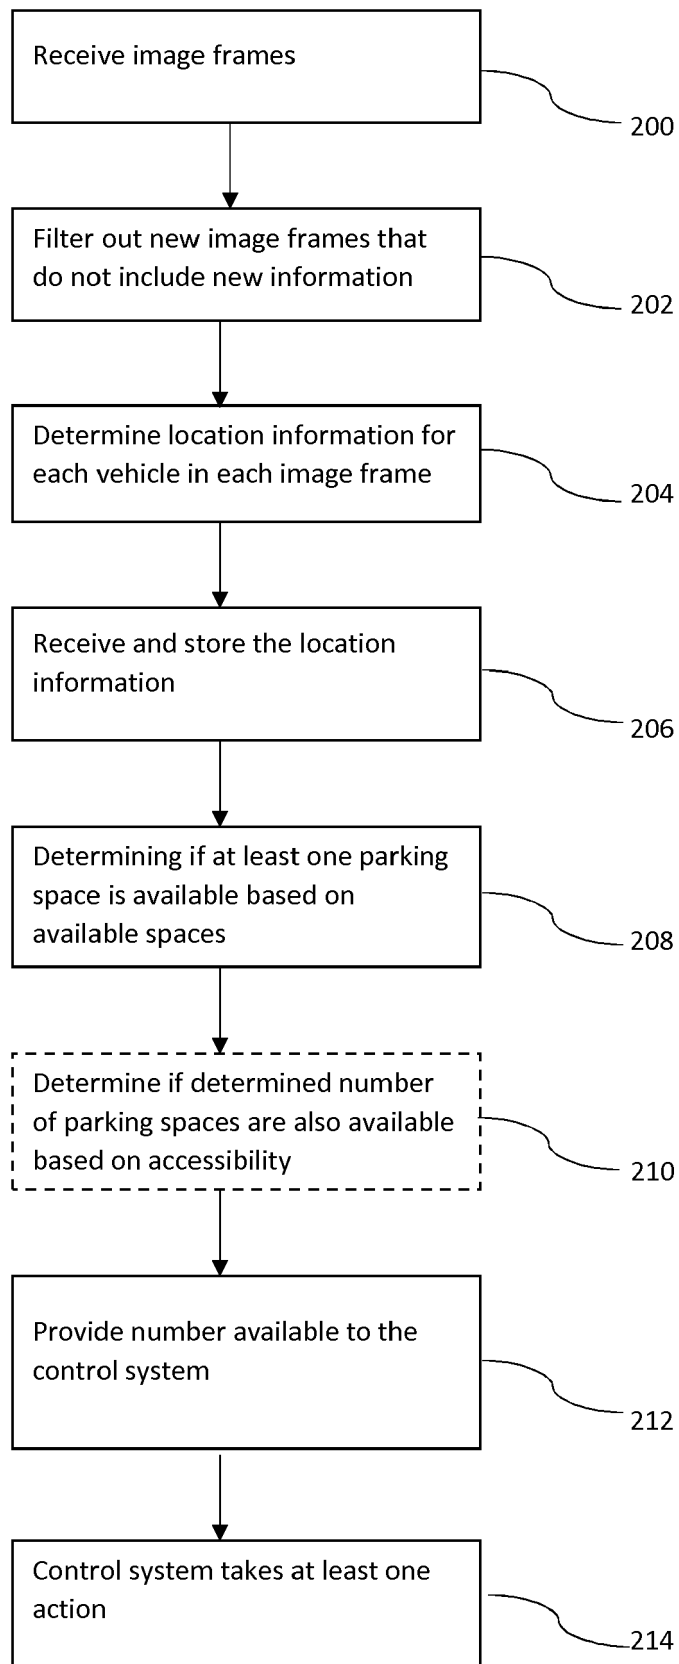 Receive image frames
200
Filter out new image frames that
do not include new information
202
Determine location information for
each vehicle in each image frame
204
Receive and store the location
information
206
Determining if at least one parking
space is available based on
available spaces
208
Determine if determined number
of parking spaces are also available
based on accessibility
210
Provide number available to the
control system
212
Control system takes at least one
action
214